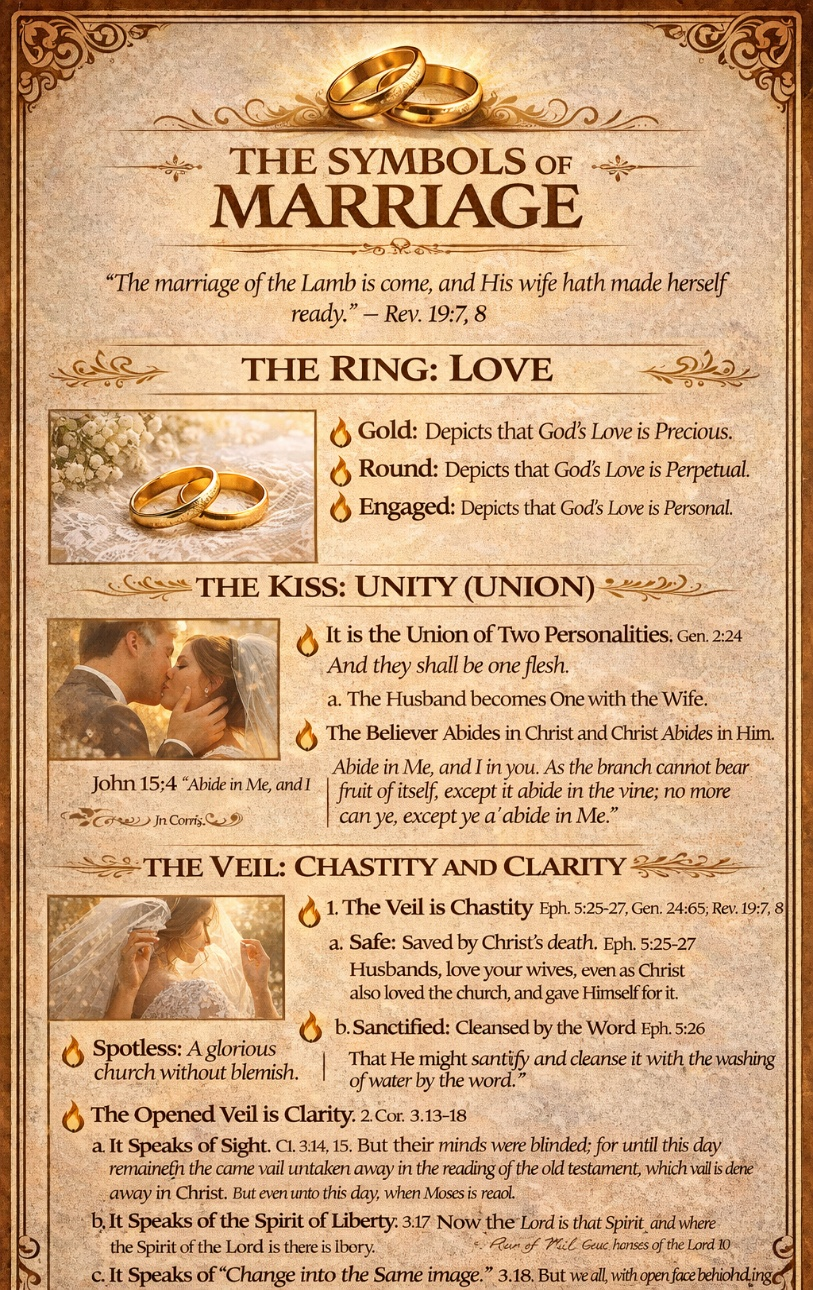 THE SYMBOLS OF
MARRIAGE
“The marriage of the Lamb is come, and His wife hath made herself
ready.” – Rev. 19:7, 8
THE RING: LOVE
Gold: Depicts that God’s Love is Precious.
Round: Depicts that God’s Love is Perpetual.
Engaged: Depicts that God’s Love is Personal.
THE KISS: UNITY (UNION)
It is the Union of Two Personalities. Gen. 2:24
And they shall be one flesh.
a. The Husband becomes One with the Wife.
The Believer Abides in Christ and Christ Abides in Him.
John 15;4 “Abide in Me, and I
Jn Corris.
Abide in Me, and I in you. As the branch cannot bear
fruit of itself, except it abide in the vine; no more
can ye, except ye a'abide in Me.”
THE VEIL: CHASTITY AND CLARITY
1. The Veil is Chastity Eph. 5:25-27, Gen. 24:65; Rev. 19:7, 8
a. Safe: Saved by Christ’s death. Eph. 5:25-27
Husbands, love your wives, even as Christ
also loved the church, and gave Himself for it.
b. Sanctified: Cleansed by the Word Eph. 5:26
That He might santify and cleanse it with the washing
of water by the word.”
Spotless: A glorious
church without blemish.
The Opened Veil is Clarity. 2. Cor. 3.13–18
a. It Speaks of Sight. Cl. 3:14, 15. But their minds were blinded; for until this day
the came vail untaken away in the reading of the old testament, which vail is dene
away in Christ. But even unto this day, when Moses is reaol.
b, It Speaks of the Spirit of Liberty. 3.17 Now the Lord is that Spirit and where
the Spirit of the Lord is there is lbory. of the Lord 10
c. It Speaks of “Change into the Same image.” 3.18. But we all, with open face